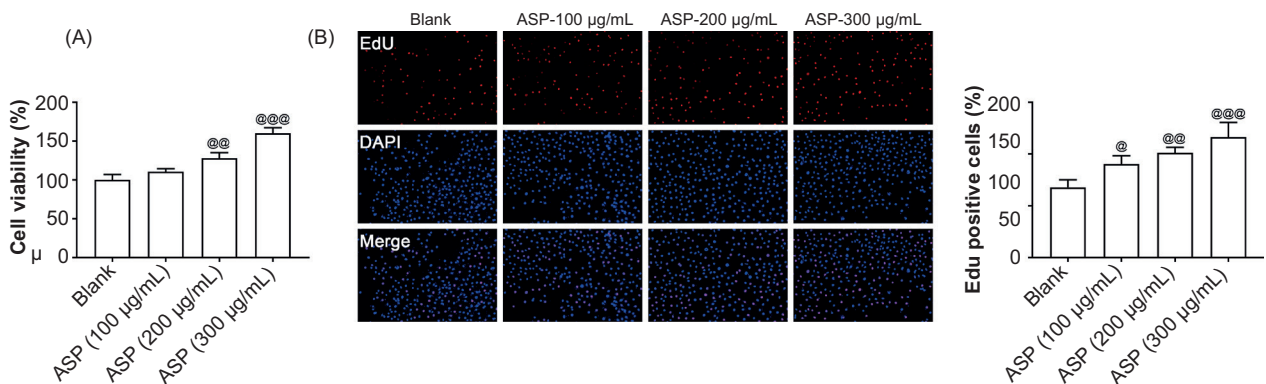 (A)
Cell viability (%)
200
150
100
50
0
µ
@@
@@@
Blank
ASP (100 µg/mL)
ASP (200 µg/mL)
ASP (300 µg/mL)
(B)
Blank
ASP-100 µg/mL
ASP-200 µg/mL
ASP-300 µg/mL
EdU
DAPI
Merge
Edu positive cells (%)
200
150
100
50
0
@
@@
@@@
Blank
ASP (100 µg/mL)
ASP (200 µg/mL)
ASP (300 µg/mL)